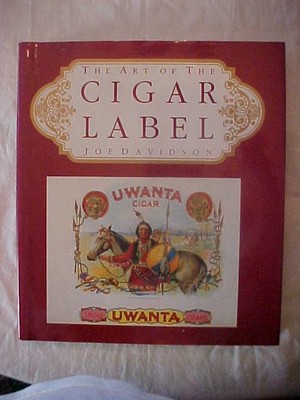 THE ART OF THE
CIGAR
LABEL
JOE DAVIDSON
UWANTA
CIGAR
UWANTA